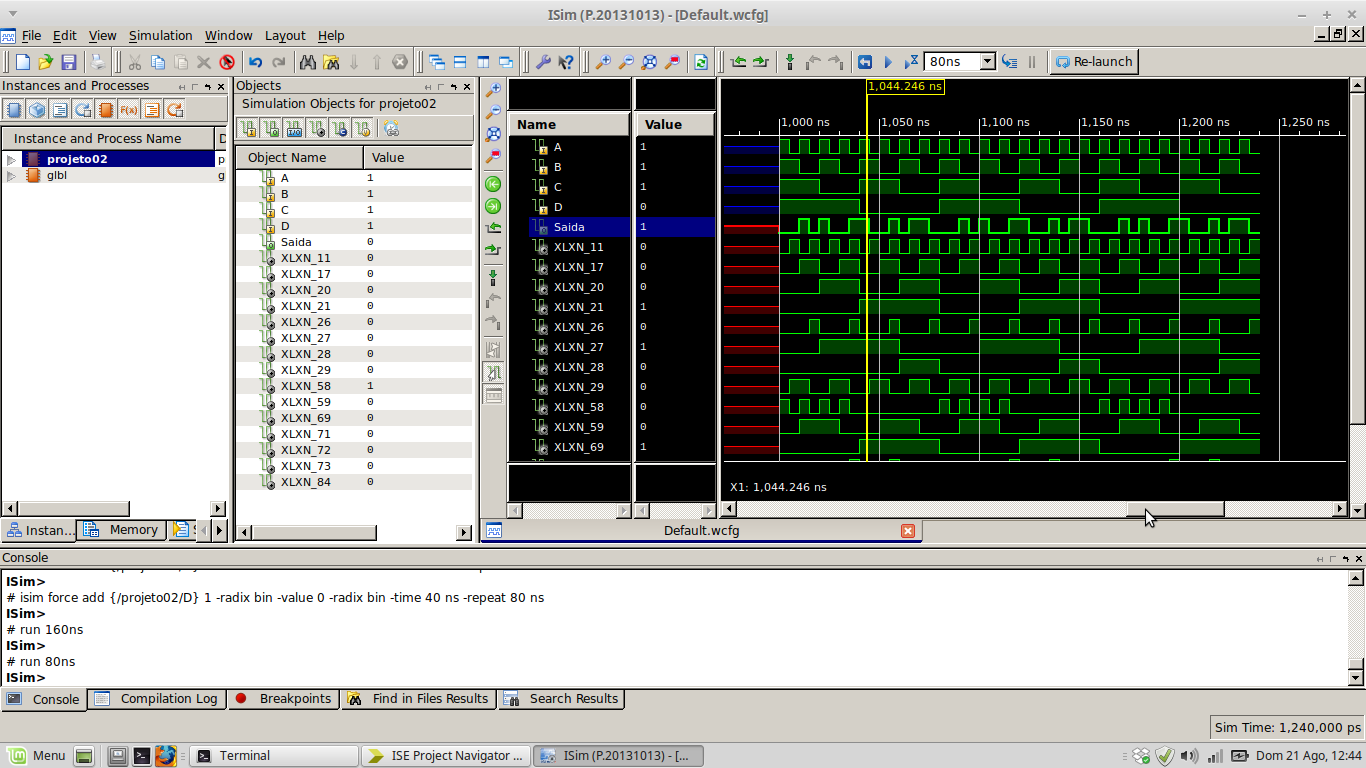 ISim (P.20131013) - [Default.wcfg]
File Edit View Simulation Window Layout Help
80ns
Re-launch
Instances and Processes
F(x)
Instance and Process Name D
projeto02 p
glbl g
Instan... Memory S
Objects
Simulation Objects for projeto02
Object Name Value
A 1
B 1
C 1
D 1
Saida 0
XLXN_11 0
XLXN_17 0
XLXN_20 0
XLXN_21 0
XLXN_26 0
XLXN_27 0
XLXN_28 0
XLXN_29 0
XLXN_58 1
XLXN_59 0
XLXN_69 0
XLXN_71 0
XLXN_72 0
XLXN_73 0
XLXN_84 0
Name Value
A 1
B 1
C 1
D 0
Saida 1
XLXN_11 0
XLXN_17 0
XLXN_20 0
XLXN_21 1
XLXN_26 0
XLXN_27 1
XLXN_28 0
XLXN_29 0
XLXN_58 0
XLXN_59 0
XLXN_69 1
1,044.246 ns
1,000 ns 1,050 ns 1,100 ns 1,150 ns 1,200 ns 1,250 ns
X1: 1,044.246 ns
Default.wcfg
Console
ISim>
# isim force add {/projeto02/D} 1 -radix bin -value 0 -radix bin -time 40 ns -repeat 80 ns
ISim>
# run 160ns
ISim>
# run 80ns
ISim>
Console Compilation Log Breakpoints Find in Files Results Search Results
Sim Time: 1,240,000 ps
Menu Terminal ISE Project Navigator ... ISim (P.20131013) - [... Dom 21 Ago, 12:44